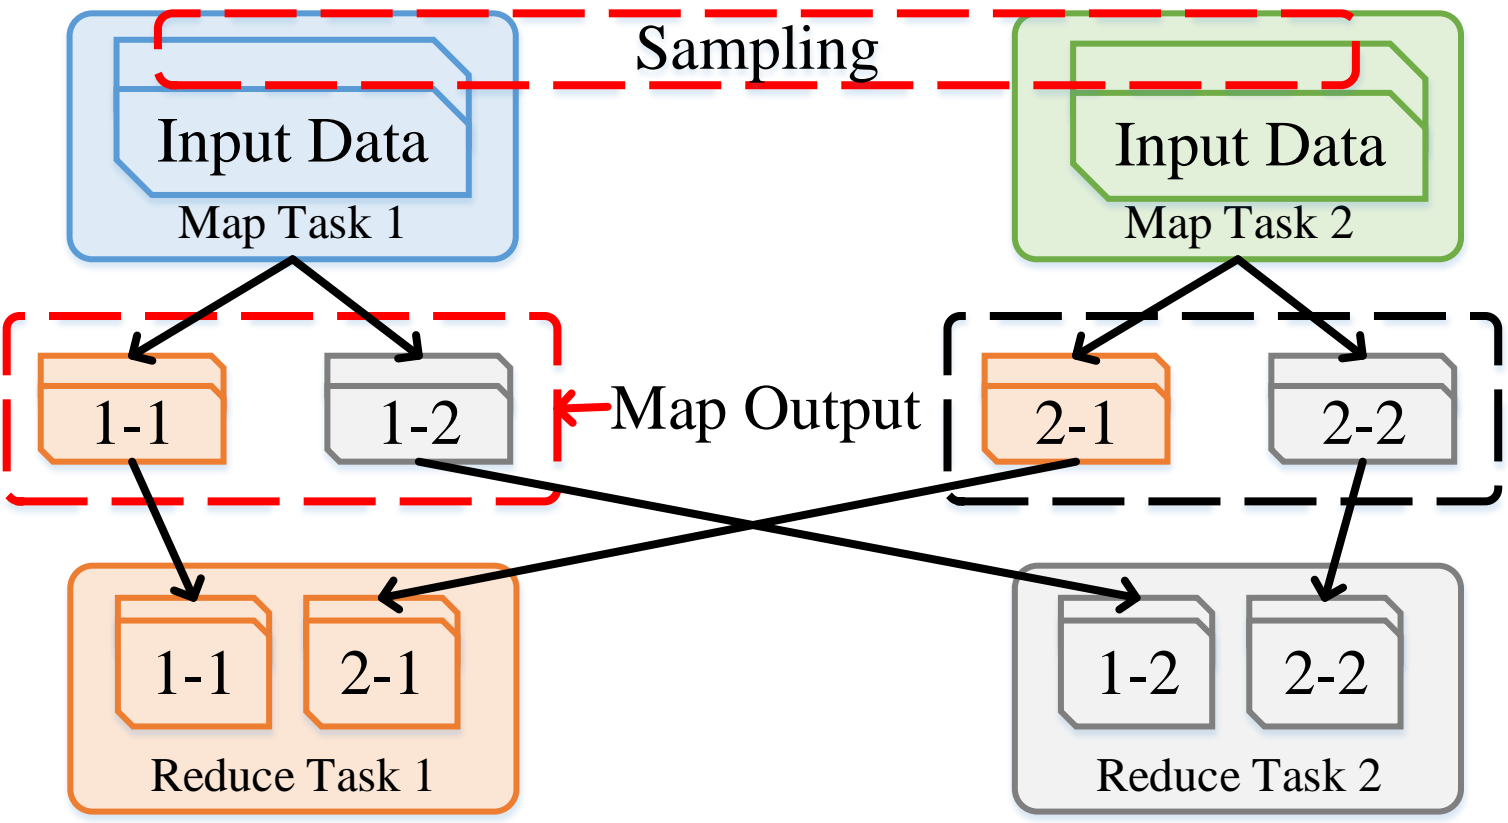 Sampling
Input Data
Input Data
Map Task 1
Map Task 2
1-1
1-2
Map Output
2-1
2-2
1-1
2-1
1-2
2-2
Reduce Task 1
Reduce Task 2